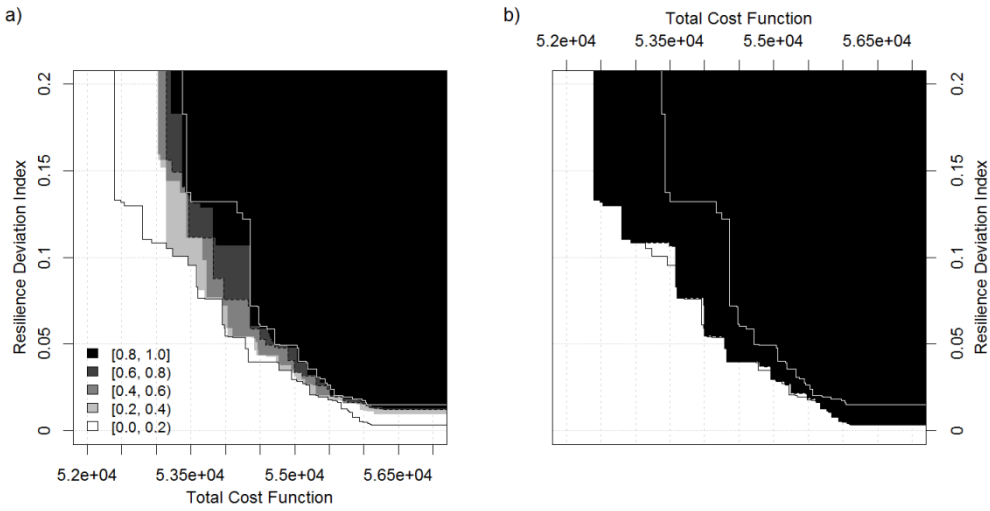 a)
0.2
0.15
0.1
0.05
0
Resilience Deviation Index
[0.8, 1.0]
[0.6, 0.8)
[0.4, 0.6)
[0.2, 0.4)
[0.0, 0.2)
5.2e+04 5.35e+04 5.5e+04 5.65e+04
Total Cost Function
b)
Total Cost Function
5.2e+04 5.35e+04 5.5e+04 5.65e+04
0.2
0.15
0.1
0.05
0
Resilience Deviation Index